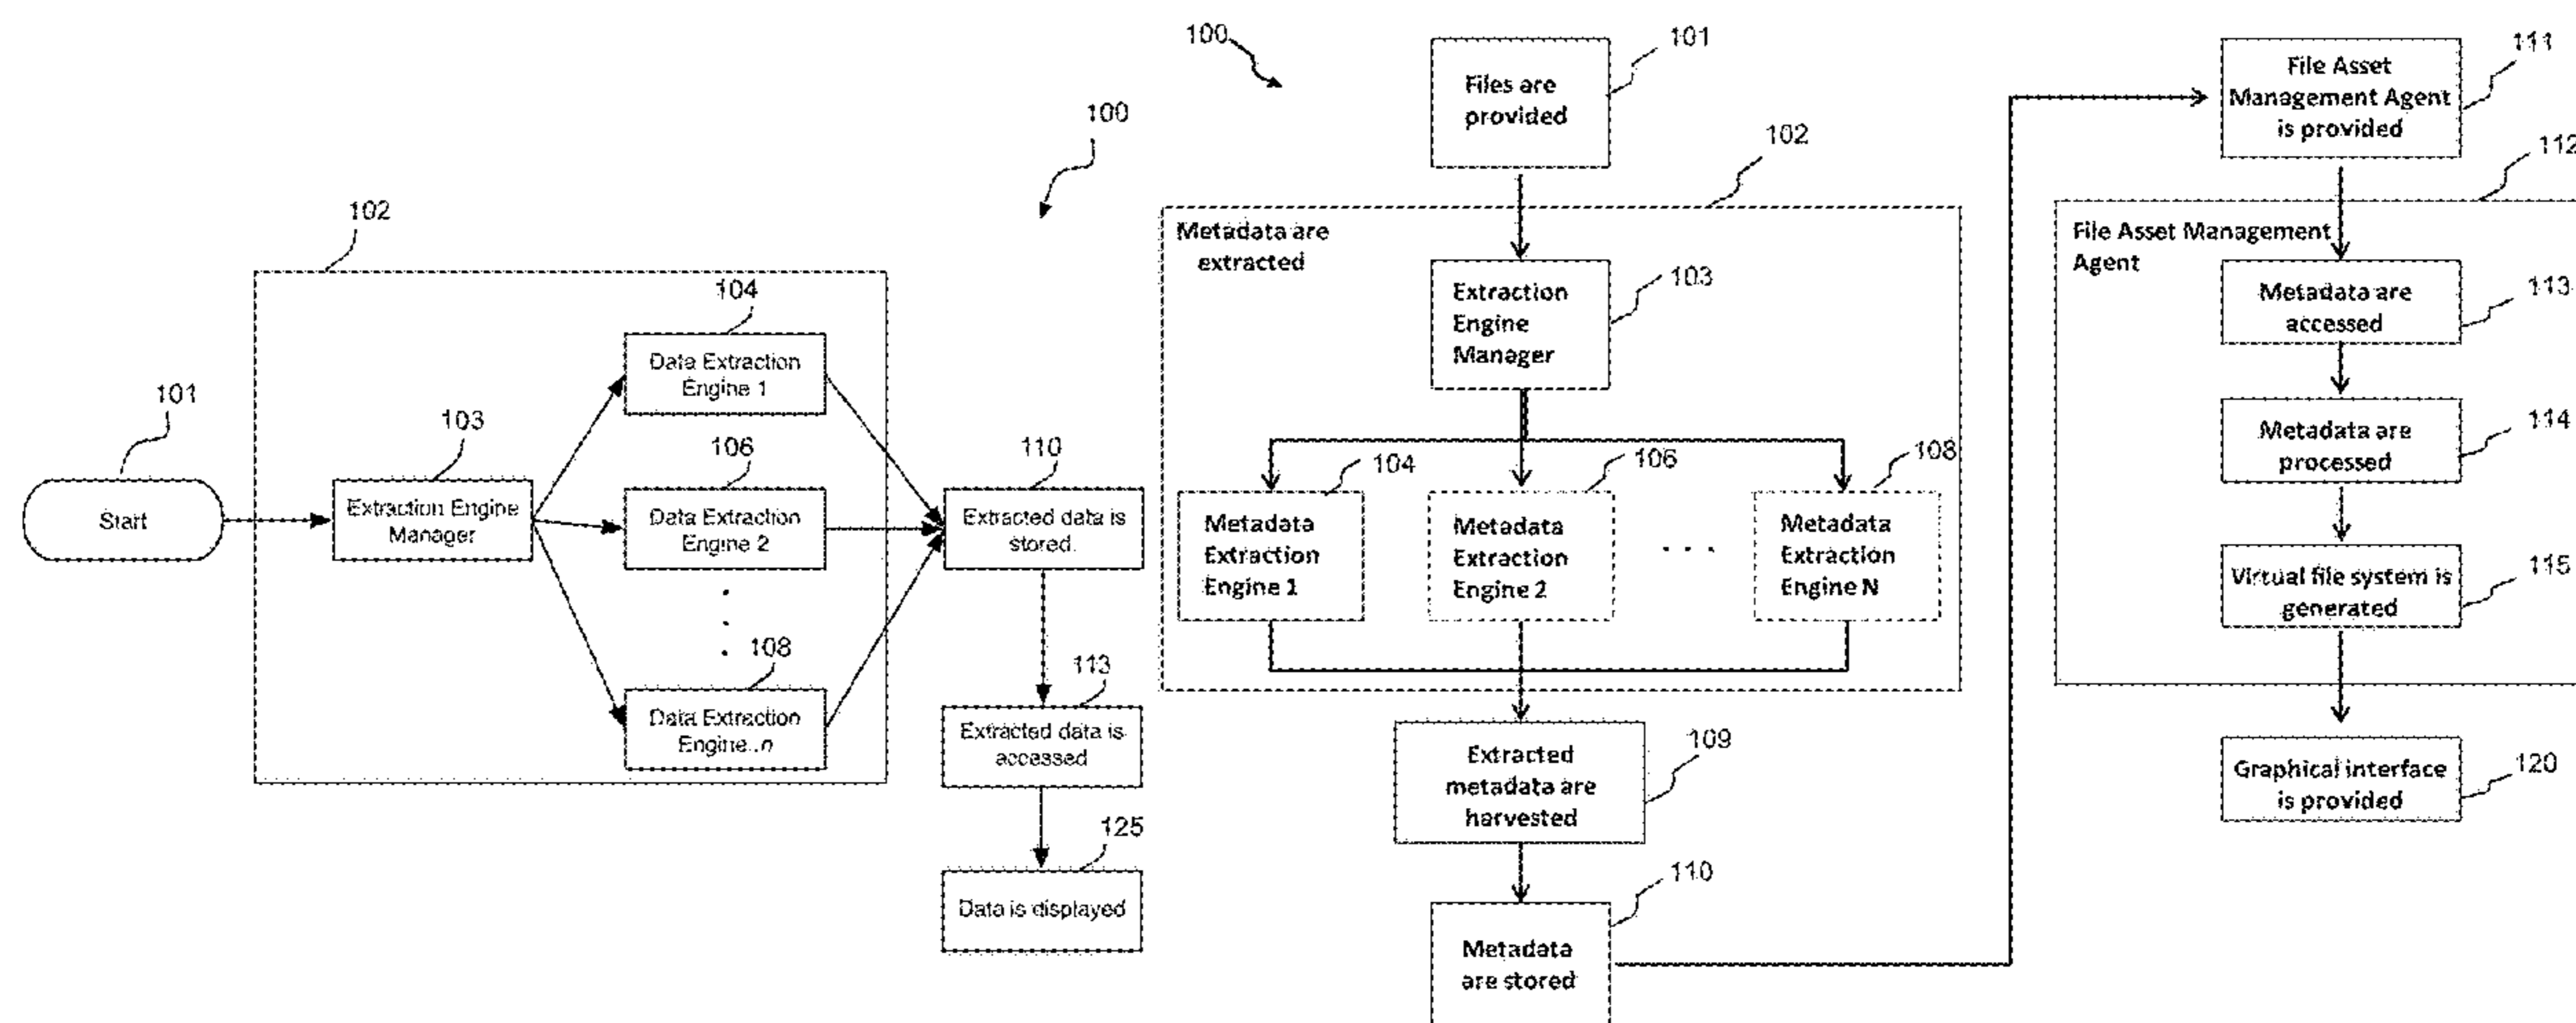 100
102
104
Data Extraction
Engine 1
101
Start
103
Extraction Engine
Manager
106
Data Extraction
Engine 2
108
Data Extraction
Engine..n
110
Extracted data is
stored.
113
Extracted data is
accessed
125
Data is displayed
100
101
Files are
provided
102
Metadata are
extracted
103
Extraction
Engine
Manager
104
Metadata
Extraction
Engine 1
106
Metadata
Extraction
Engine 2
. . .
108
Metadata
Extraction
Engine N
109
Extracted
metadata are
harvested
110
Metadata
are stored
111
File Asset
Management Agent
is provided
112
File Asset Management
Agent
113
Metadata are
accessed
114
Metadata are
processed
115
Virtual file system is
generated
120
Graphical interface
is provided